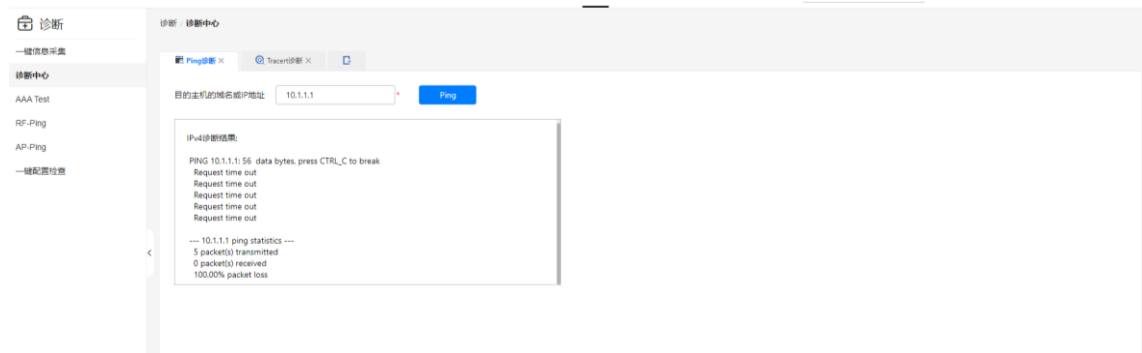 诊断
一键信息采集
诊断中心
AAA Test
RF-Ping
AP-Ping
一键配置检查
诊断 / 诊断中心
Ping诊断 × Tracert诊断 ×
目的主机的域名或IP地址 10.1.1.1 * Ping
IPv4诊断结果:
PING 10.1.1.1: 56 data bytes, press CTRL_C to break
Request time out
Request time out
Request time out
Request time out
Request time out
--- 10.1.1.1 ping statistics ---
5 packet(s) transmitted
0 packet(s) received
100.00% packet loss